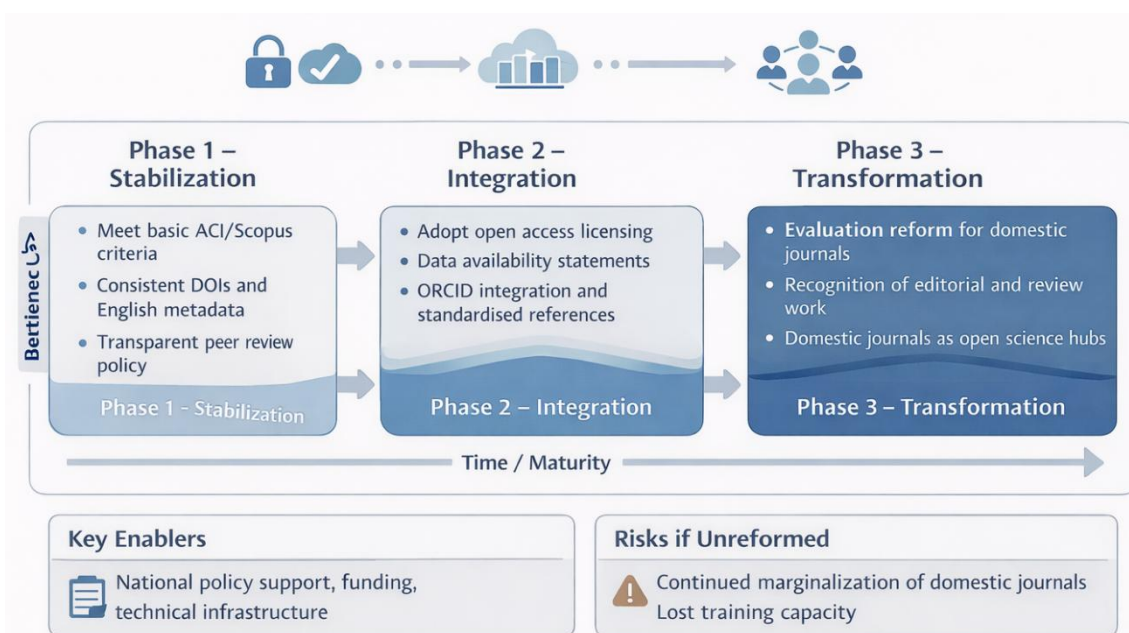 Phase 1 –
Stabilization
Phase 2 –
Integration
Phase 3 –
Transformation
Bertienec
• Meet basic ACI/Scopus
criteria
• Consistent DOIs and
English metadata
• Transparent peer review
policy
Phase 1 - Stabilization
• Adopt open access licensing
• Data availability statements
• ORCID integration and
standardised references
Phase 2 – Integration
• Evaluation reform for domestic
journals
• Recognition of editorial and review
work
• Domestic journals as open science hubs
Phase 3 – Transformation
Time / Maturity
Key Enablers
National policy support, funding,
technical infrastructure
Risks if Unreformed
Continued marginalization of domestic journals
Lost training capacity